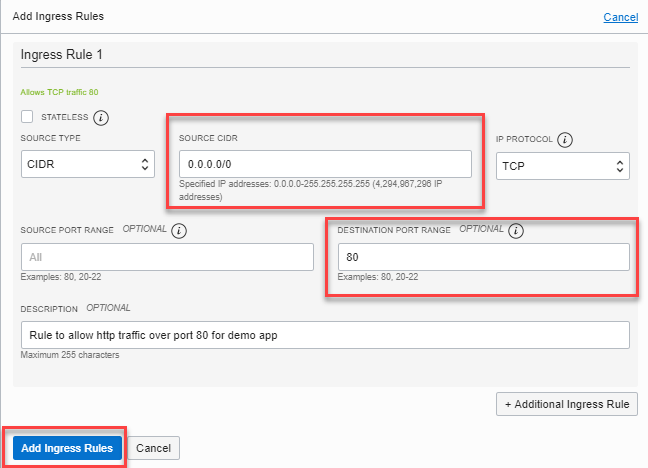 Add Ingress Rules Cancel
Ingress Rule 1
Allows TCP traffic 80
STATELESS i
SOURCE TYPE SOURCE CIDR IP PROTOCOL i
CIDR 0.0.0.0/0 TCP
Specified IP addresses: 0.0.0.0-255.255.255.255 (4,294,967,296 IP
addresses)
SOURCE PORT RANGE OPTIONAL i DESTINATION PORT RANGE OPTIONAL i
All 80
Examples: 80, 20-22 Examples: 80, 20-22
DESCRIPTION OPTIONAL
Rule to allow http traffic over port 80 for demo app
Maximum 255 characters
+ Additional Ingress Rule
Add Ingress Rules Cancel